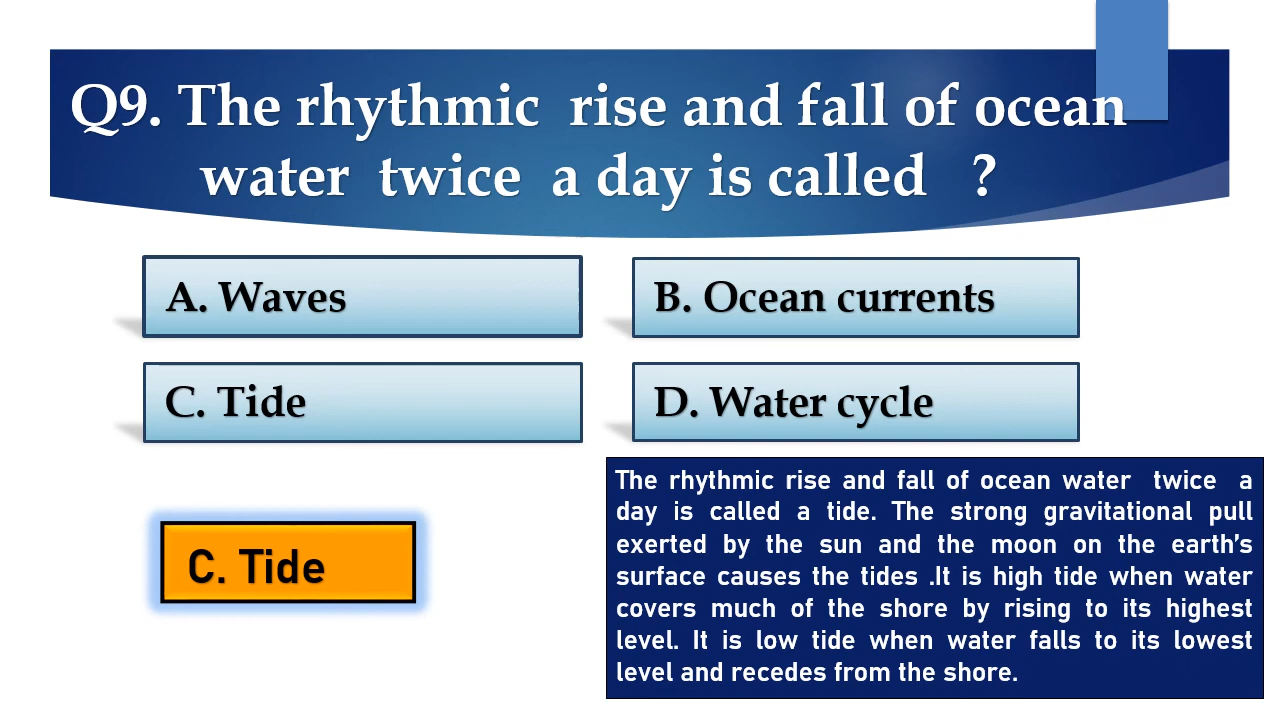 Q9. The rhythmic rise and fall of ocean
water twice a day is called ?
A. Waves
B. Ocean currents
C. Tide
D. Water cycle
C. Tide
The rhythmic rise and fall of ocean water twice a
day is called a tide. The strong gravitational pull
exerted by the sun and the moon on the earth’s
surface causes the tides .It is high tide when water
covers much of the shore by rising to its highest
level. It is low tide when water falls to its lowest
level and recedes from the shore.